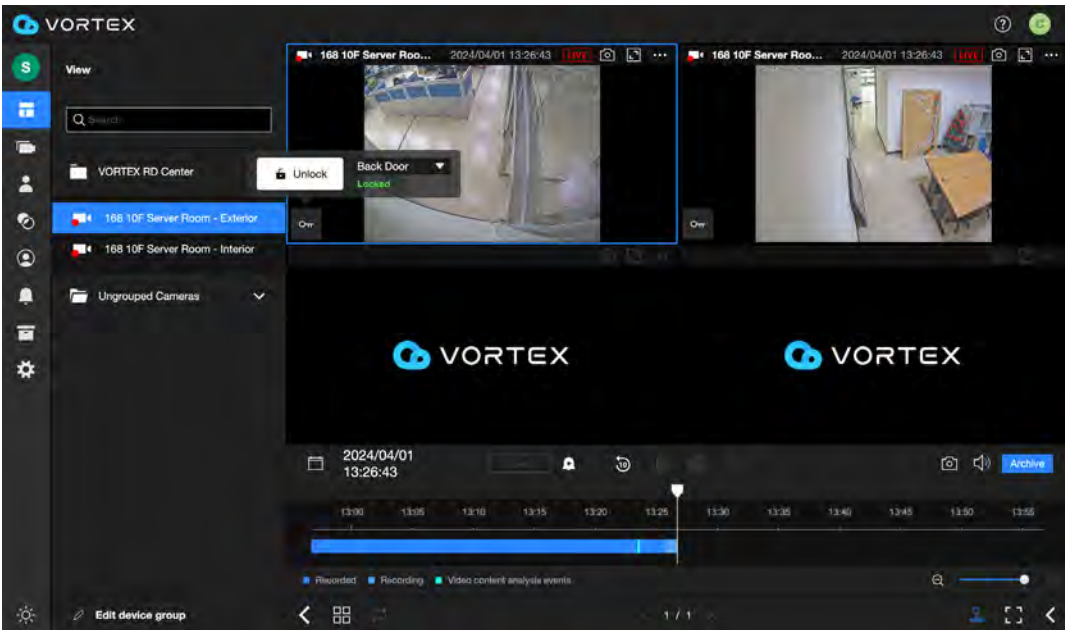 VORTEX
C
S
View
Search
VORTEX RD Center
168 10F Server Room - Exterior
168 10F Server Room - Interior
Ungrouped Cameras
Edit device group
168 10F Server Roo... 2024/04/01 13:26:43 LIVE
168 10F Server Roo... 2024/04/01 13:26:43 LIVE
Unlock
Back Door
Locked
VORTEX
VORTEX
2024/04/01
13:26:43
10
Archive
13:00 13:05 13:10 13:15 13:20 13:25 13:30 13:35 13:40 13:45 13:50 13:55
Recorded Recording Video content analysis events
1 / 1